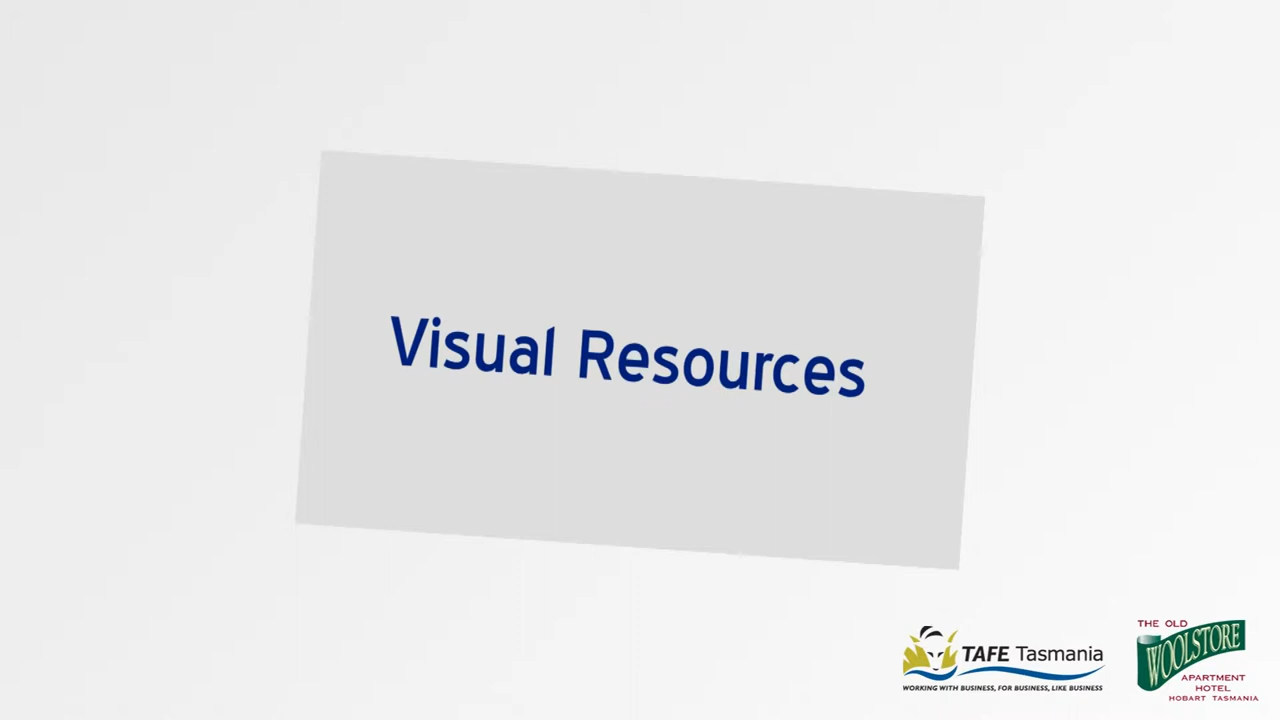 Visual Resources
TAFE Tasmania
WORKING WITH BUSINESS, FOR BUSINESS, LIKE BUSINESS
THE OLD
WOOLSTORE
APARTMENT
HOTEL
HOBART TASMANIA